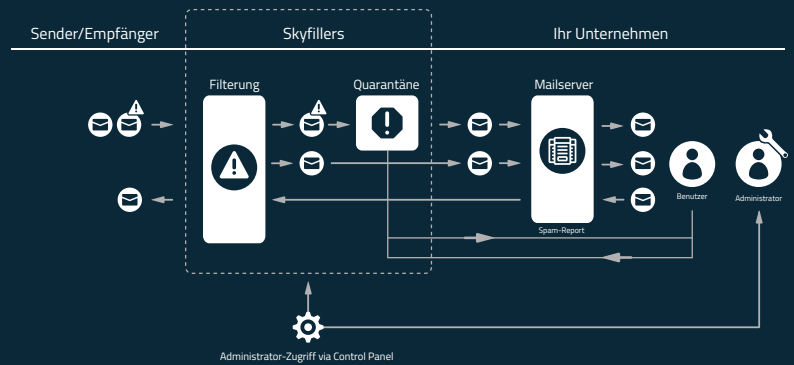 Sender/Empfänger
Skyfillers
Ihr Unternehmen
Filterung
Quarantäne
Mailserver
Benutzer
Administrator
Spam-Report
Administrator-Zugriff via Control Panel